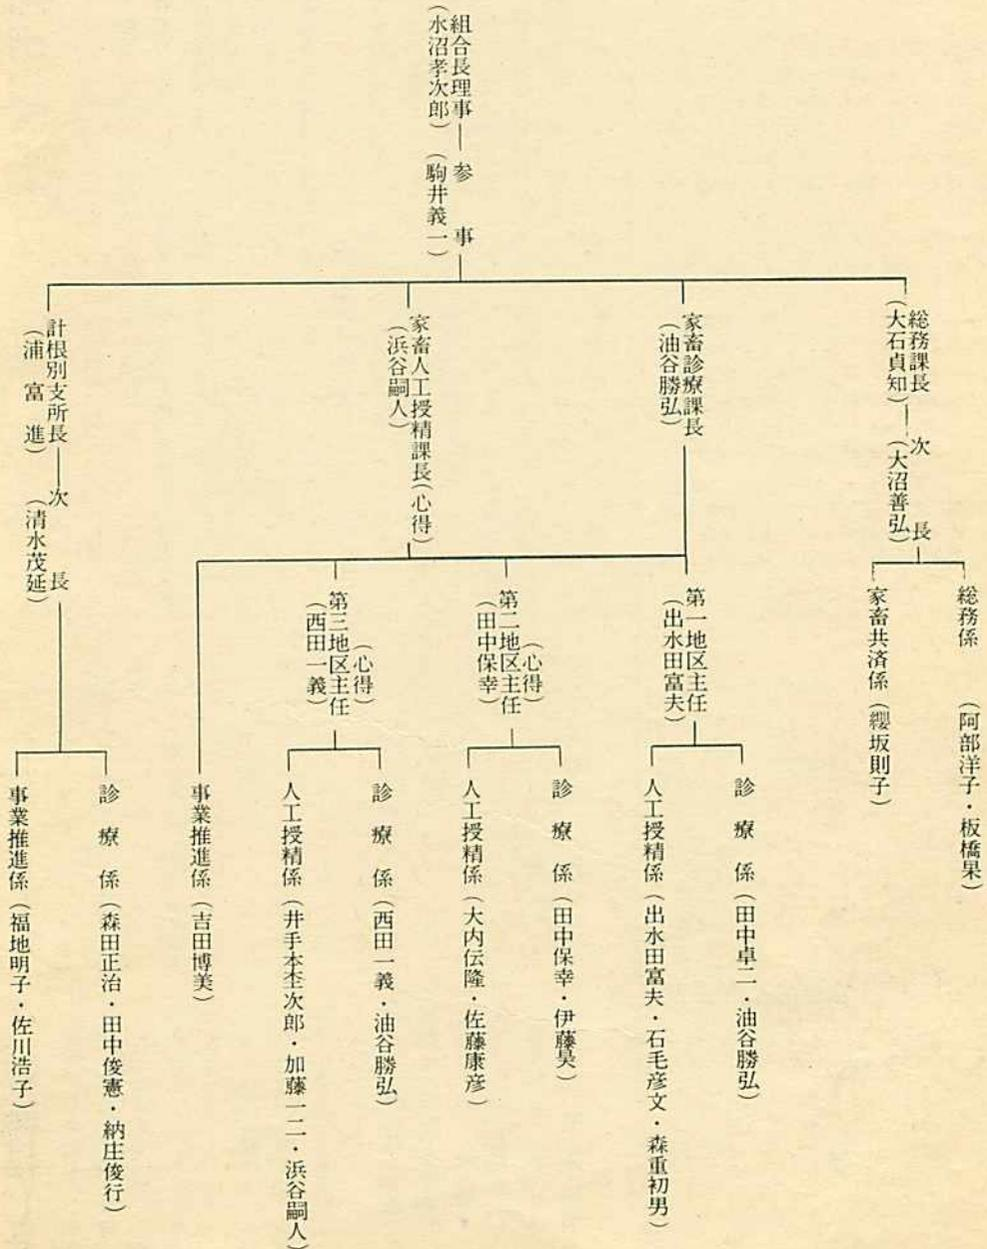 組合長理事
(水沼孝次郎)
参事
(駒井義一)
総務課長
(大石貞知)
次長
(大沼善弘)
総務係(阿部洋子・板橋果)
家畜共済係(纓坂則子)
家畜診療課長
(油谷勝弘)
第一地区主任
(出水田富夫)
診療係(田中卓二・油谷勝弘)
人工授精係(出水田富夫・石毛彦文・森重初男)
家畜人工授精課長(心得)
(浜谷嗣人)
(心得)
第二地区主任
(田中保幸)
診療係(田中保幸・伊藤昊)
人工授精係(大内伝隆・佐藤康彦)
(心得)
第三地区主任
(西田一義)
診療係(西田一義・油谷勝弘)
人工授精係(井手本杢次郎・加藤一二・浜谷嗣人)
事業推進係(吉田博美)
計根別支所長
(浦富進)
次長
(清水茂延)
診療係(森田正治・田中俊憲・納庄俊行)
事業推進係(福地明子・佐川浩子)